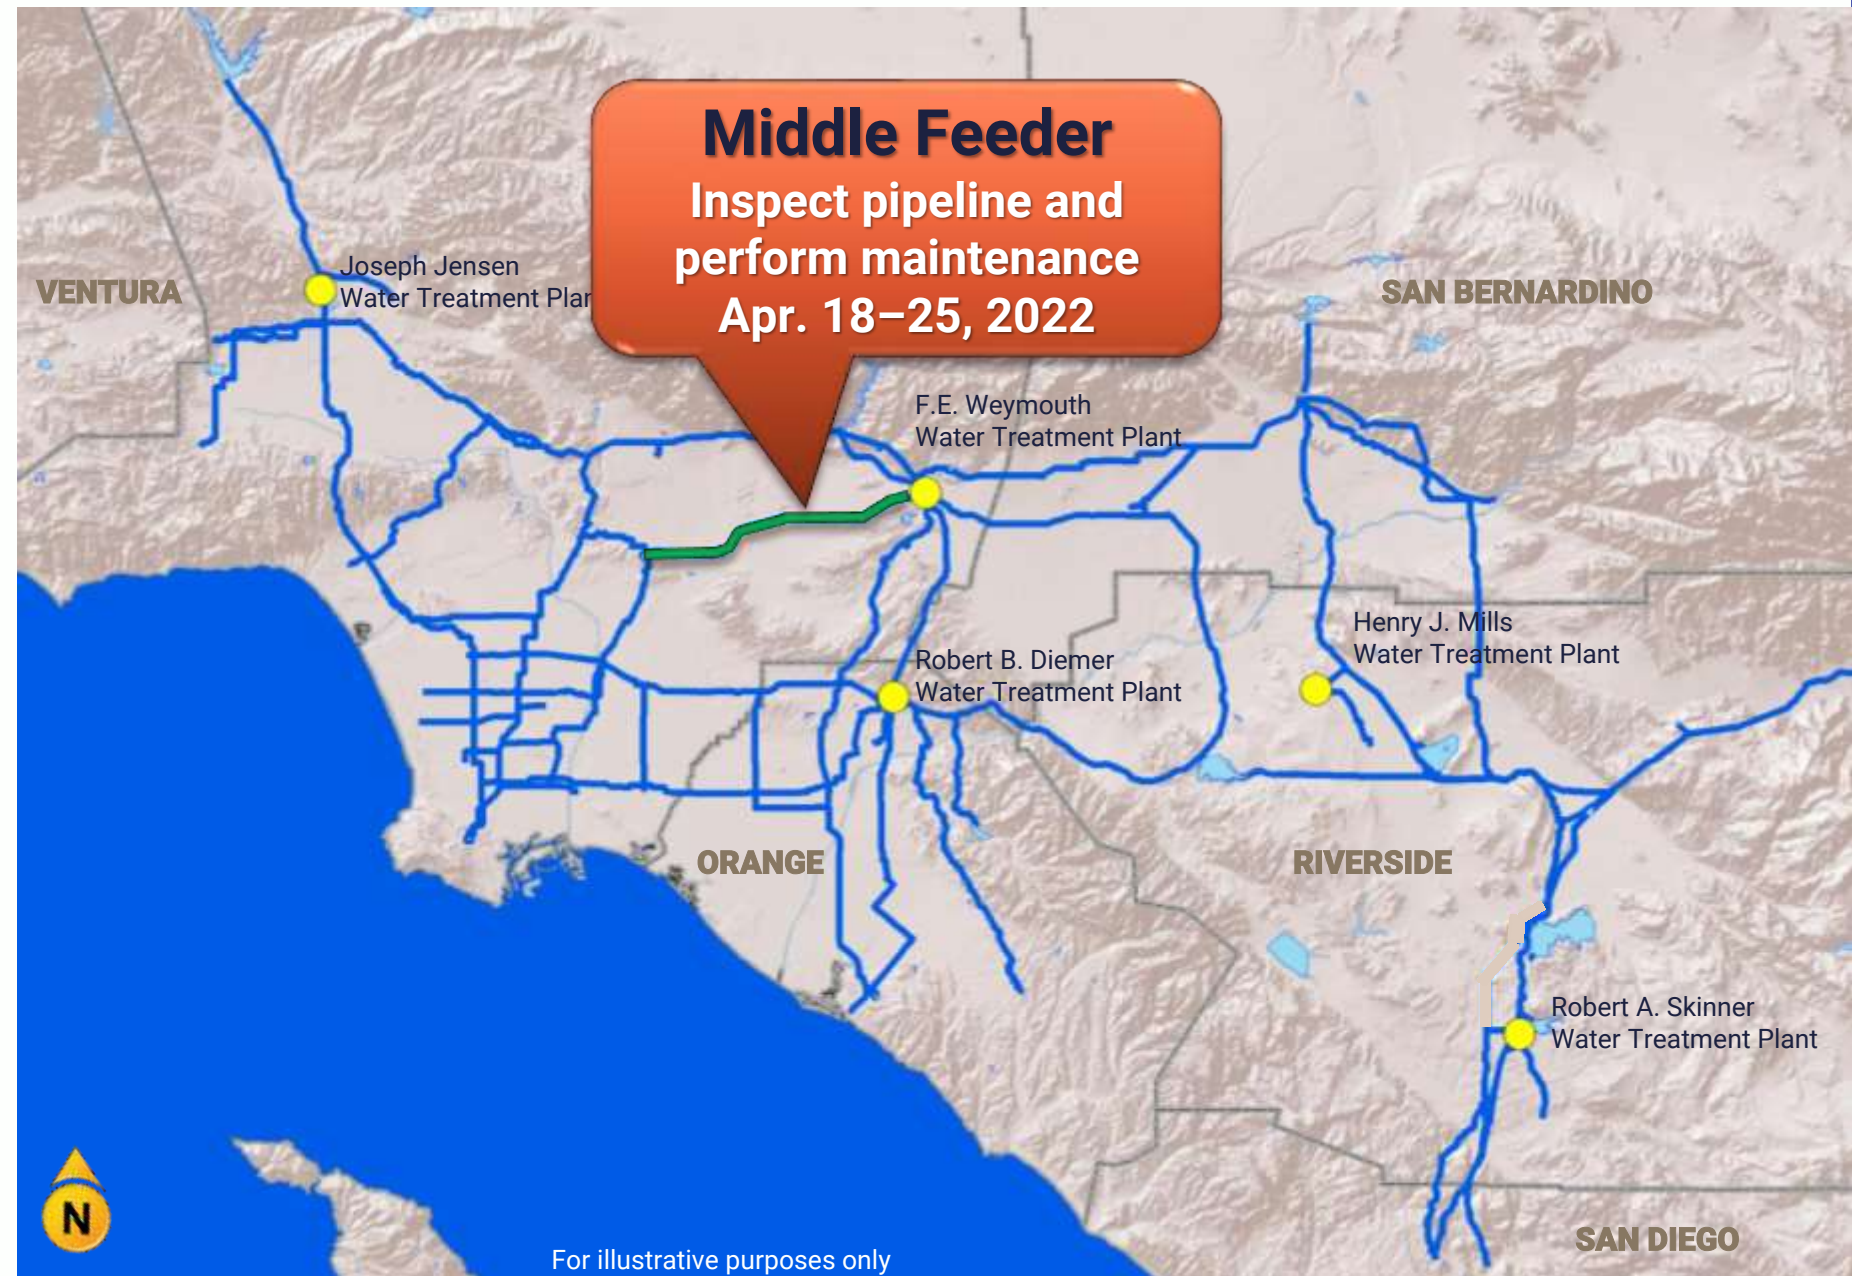 Middle Feeder
Inspect pipeline and
perform maintenance
Apr. 18–25, 2022
Joseph Jensen
Water Treatment Plan
VENTURA
SAN BERNARDINO
F.E. Weymouth
Water Treatment Plant
Henry J. Mills
Water Treatment Plant
Robert B. Diemer
Water Treatment Plant
ORANGE
RIVERSIDE
Robert A. Skinner
Water Treatment Plant
N
SAN DIEGO
For illustrative purposes only